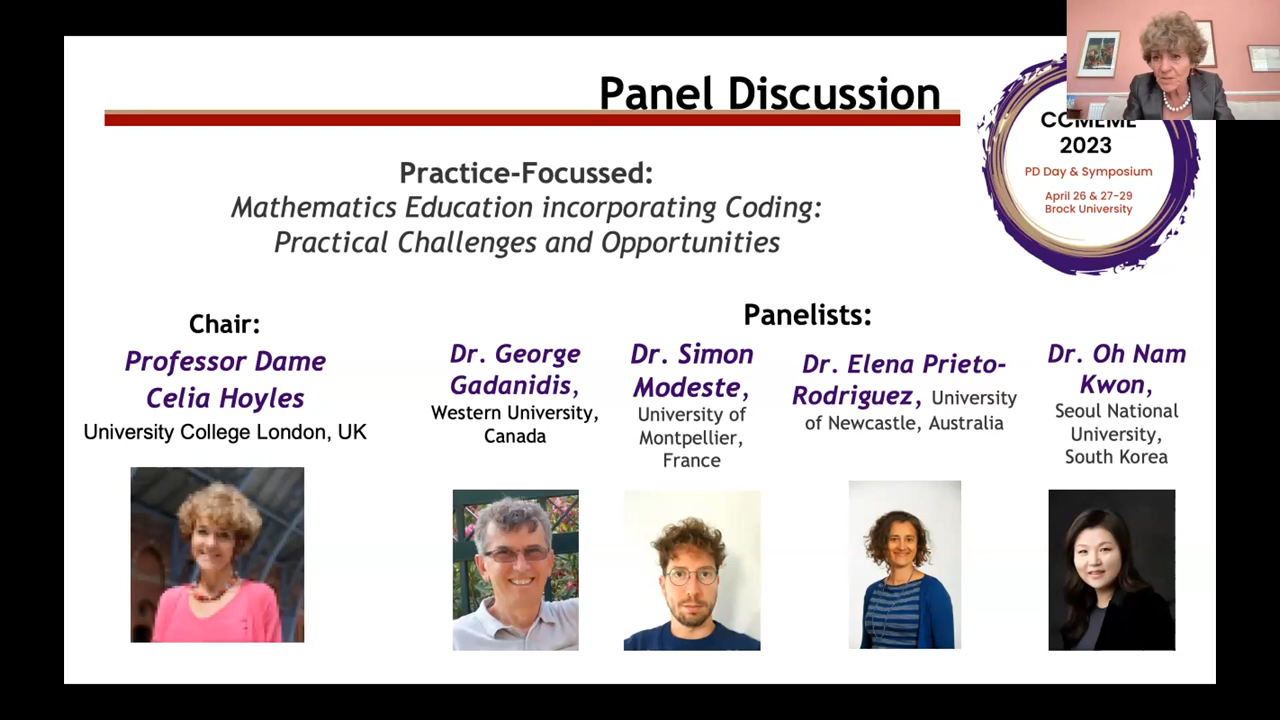 Panel Discussion
CCMEME
2023
PD Day & Symposium
April 26 & 27-29
Brock University
Practice-Focussed:
Mathematics Education incorporating Coding:
Practical Challenges and Opportunities
Chair:
Professor Dame
Celia Hoyles
University College London, UK
Panelists:
Dr. George
Gadanidis,
Western University,
Canada
Dr. Simon
Modeste,
University of
Montpellier,
France
Dr. Elena Prieto-
Rodriguez, University
of Newcastle, Australia
Dr. Oh Nam
Kwon,
Seoul National
University,
South Korea